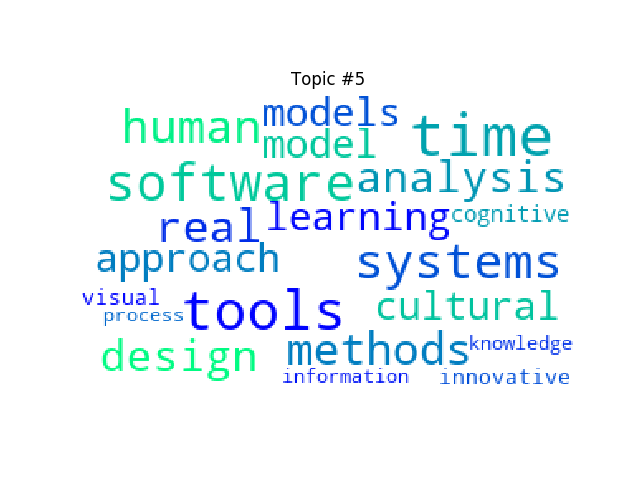 Topic #5
human models time
model
software analysis
real learning cognitive
approach systems
visual tools cultural
process
design methods knowledge
information innovative